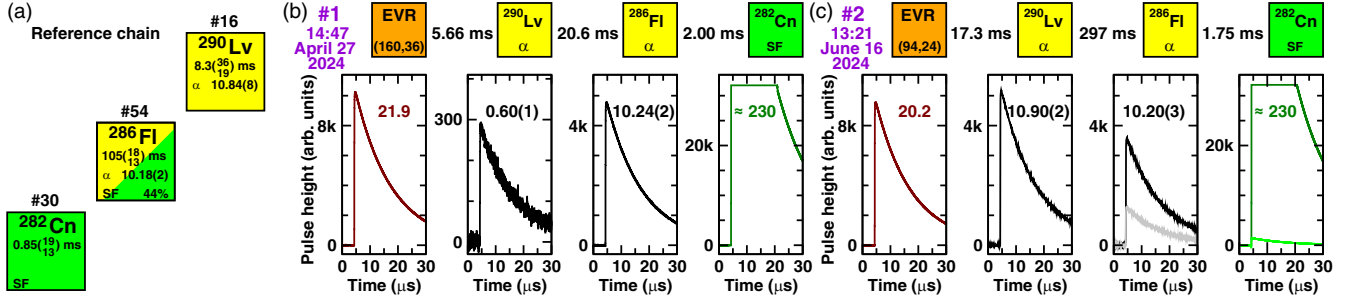 (a)
Reference chain
#16
²⁹⁰Lv
8.3(³⁶₁₉) ms
α 10.84(8)
#54
²⁸⁶Fl
105(¹⁸₁₃) ms
α 10.18(2)
SF 44%
#30
²⁸²Cn
0.85(¹⁹₁₃) ms
SF
(b)
#1
14:47
April 27
2024
EVR
(160,36)
5.66 ms
²⁹⁰Lv
α
20.6 ms
²⁸⁶Fl
α
2.00 ms
²⁸²Cn
SF
Pulse height (arb. units)
8k
0
21.9
0 10 20 30
300
0
0.60(1)
0 10 20 30
4k
0
10.24(2)
0 10 20 30
20k
0
≈ 230
0 10 20 30
Time (μs) Time (μs) Time (μs) Time (μs)
(c)
#2
13:21
June 16
2024
EVR
(94,24)
17.3 ms
²⁹⁰Lv
α
297 ms
²⁸⁶Fl
α
1.75 ms
²⁸²Cn
SF
Pulse height (arb. units)
8k
0
20.2
0 10 20 30
4k
0
10.90(2)
0 10 20 30
4k
0
10.20(3)
0 10 20 30
20k
0
≈ 230
0 10 20 30
Time (μs) Time (μs) Time (μs) Time (μs)